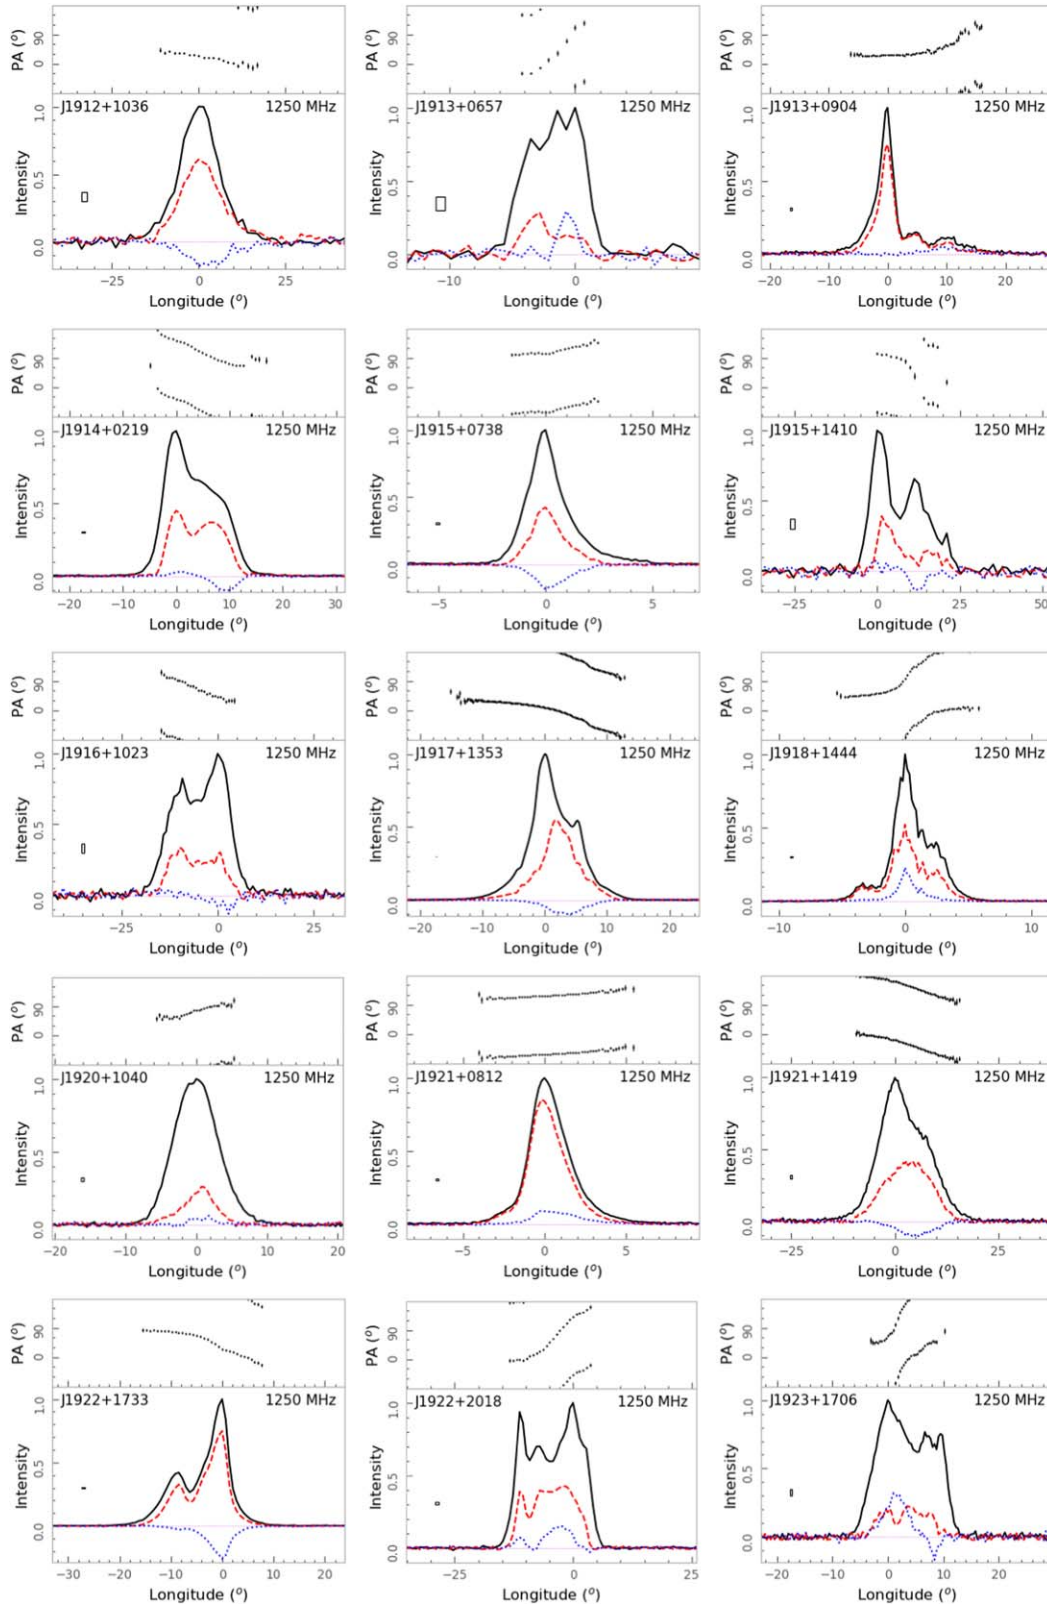 PA (°) 90 0
J1912+1036 1250 MHz
Intensity 1.0 0.5 0.0
−25 0 25
Longitude (°)
PA (°) 90 0
J1913+0657 1250 MHz
Intensity 1.0 0.5 0.0
−10 0
Longitude (°)
PA (°) 90 0
J1913+0904 1250 MHz
Intensity 1.0 0.5 0.0
−20 −10 0 10
Longitude (°)
PA (°) 90 0
J1914+0219 1250 MHz
Intensity 1.0 0.5 0.0
−20 −10 0 10 20 30
Longitude (°)
PA (°) 90 0
J1915+0738 1250 MHz
Intensity 1.0 0.5 0.0
−5 0 5
Longitude (°)
PA (°) 90 0
J1915+1410 1250 MHz
Intensity 1.0 0.5 0.0
−25 0 25 50
Longitude (°)
PA (°) 90 0
J1916+1023 1250 MHz
Intensity 1.0 0.5 0.0
−25 0 25
Longitude (°)
PA (°) 90 0
J1917+1353 1250 MHz
Intensity 1.0 0.5 0.0
−20 −10 0 10 20
Longitude (°)
PA (°) 90 0
J1918+1444 1250 MHz
Intensity 1.0 0.5 0.0
−10 0 10
Longitude (°)
PA (°) 90 0
J1920+1040 1250 MHz
Intensity 1.0 0.5 0.0
−20 −10 0 10 20
Longitude (°)
PA (°) 90 0
J1921+0812 1250 MHz
Intensity 1.0 0.5 0.0
−5 0 5
Longitude (°)
PA (°) 90 0
J1921+1419 1250 MHz
Intensity 1.0 0.5 0.0
−25 0 25
Longitude (°)
PA (°) 90 0
J1922+1733 1250 MHz
Intensity 1.0 0.5 0.0
−30 −20 −10 0 10 20
Longitude (°)
PA (°) 90 0
J1922+2018 1250 MHz
Intensity 1.0 0.5 0.0
−25 0 25
Longitude (°)
PA (°) 90 0
J1923+1706 1250 MHz
Intensity 1.0 0.5 0.0
−20 −10 0 10 20
Longitude (°)